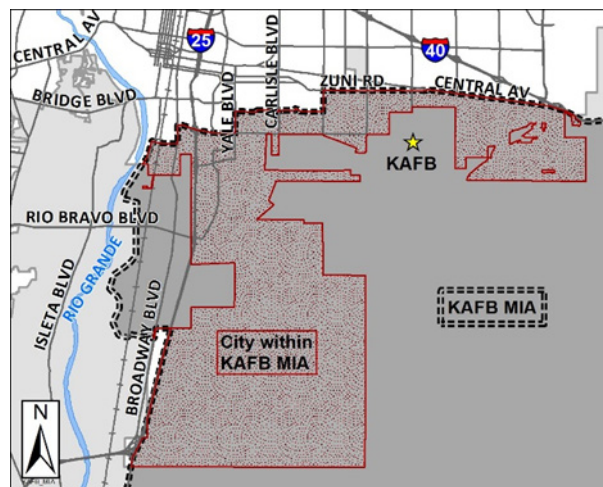 CENTRAL AV
25
YALE BLVD
CARLISLE BLVD
40
ZUNI RD
CENTRAL AV
BRIDGE BLVD
KAFB
RIO BRAVO BLVD
ISLETA BLVD
RIO GRANDE
BROADWAY BLVD
KAFB MIA
City within
KAFB MIA
N